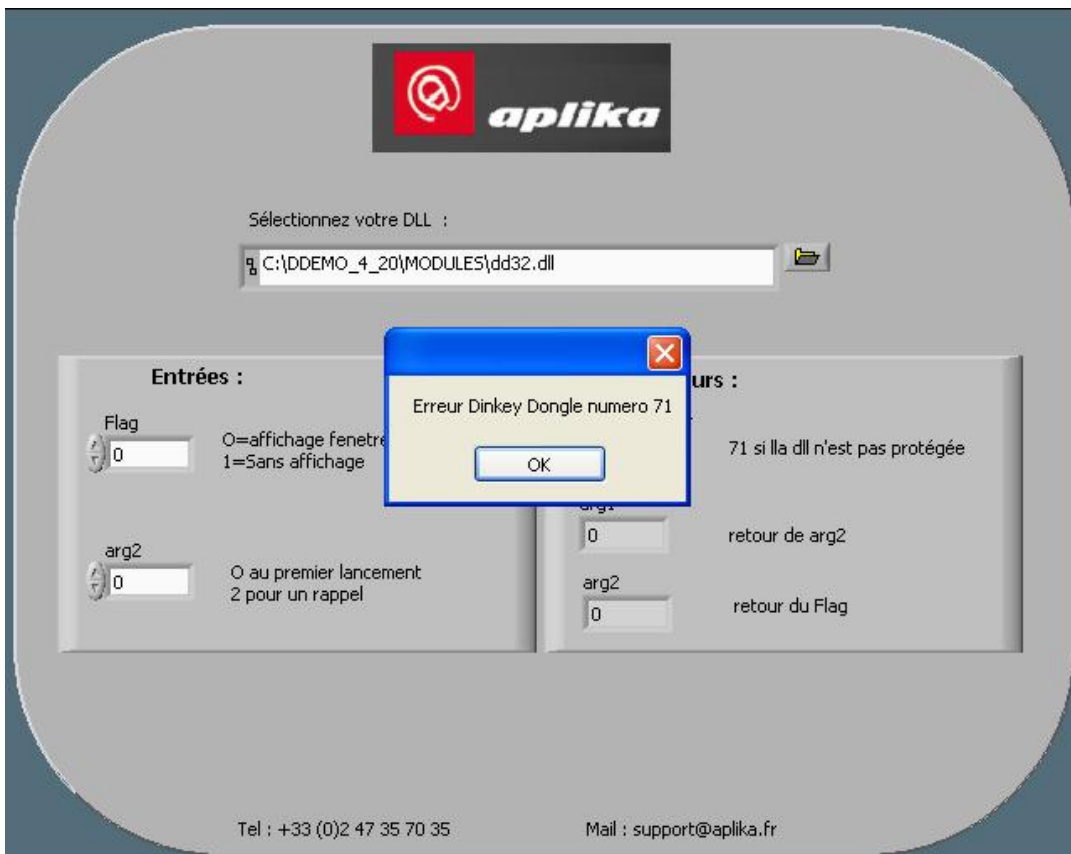 aplika
Sélectionnez votre DLL :
C:\DDEMO_4_20\MODULES\dd32.dll
Entrées :
urs :
Erreur Dinkey Dongle numero 71
OK
Flag
0
O=affichage fenetre
1=Sans affichage
71 si lla dll n'est pas protégée
arg1
0
retour de arg2
arg2
0
O au premier lancement
2 pour un rappel
arg2
0
retour du Flag
Tel : +33 (0)2 47 35 70 35
Mail : support@aplika.fr